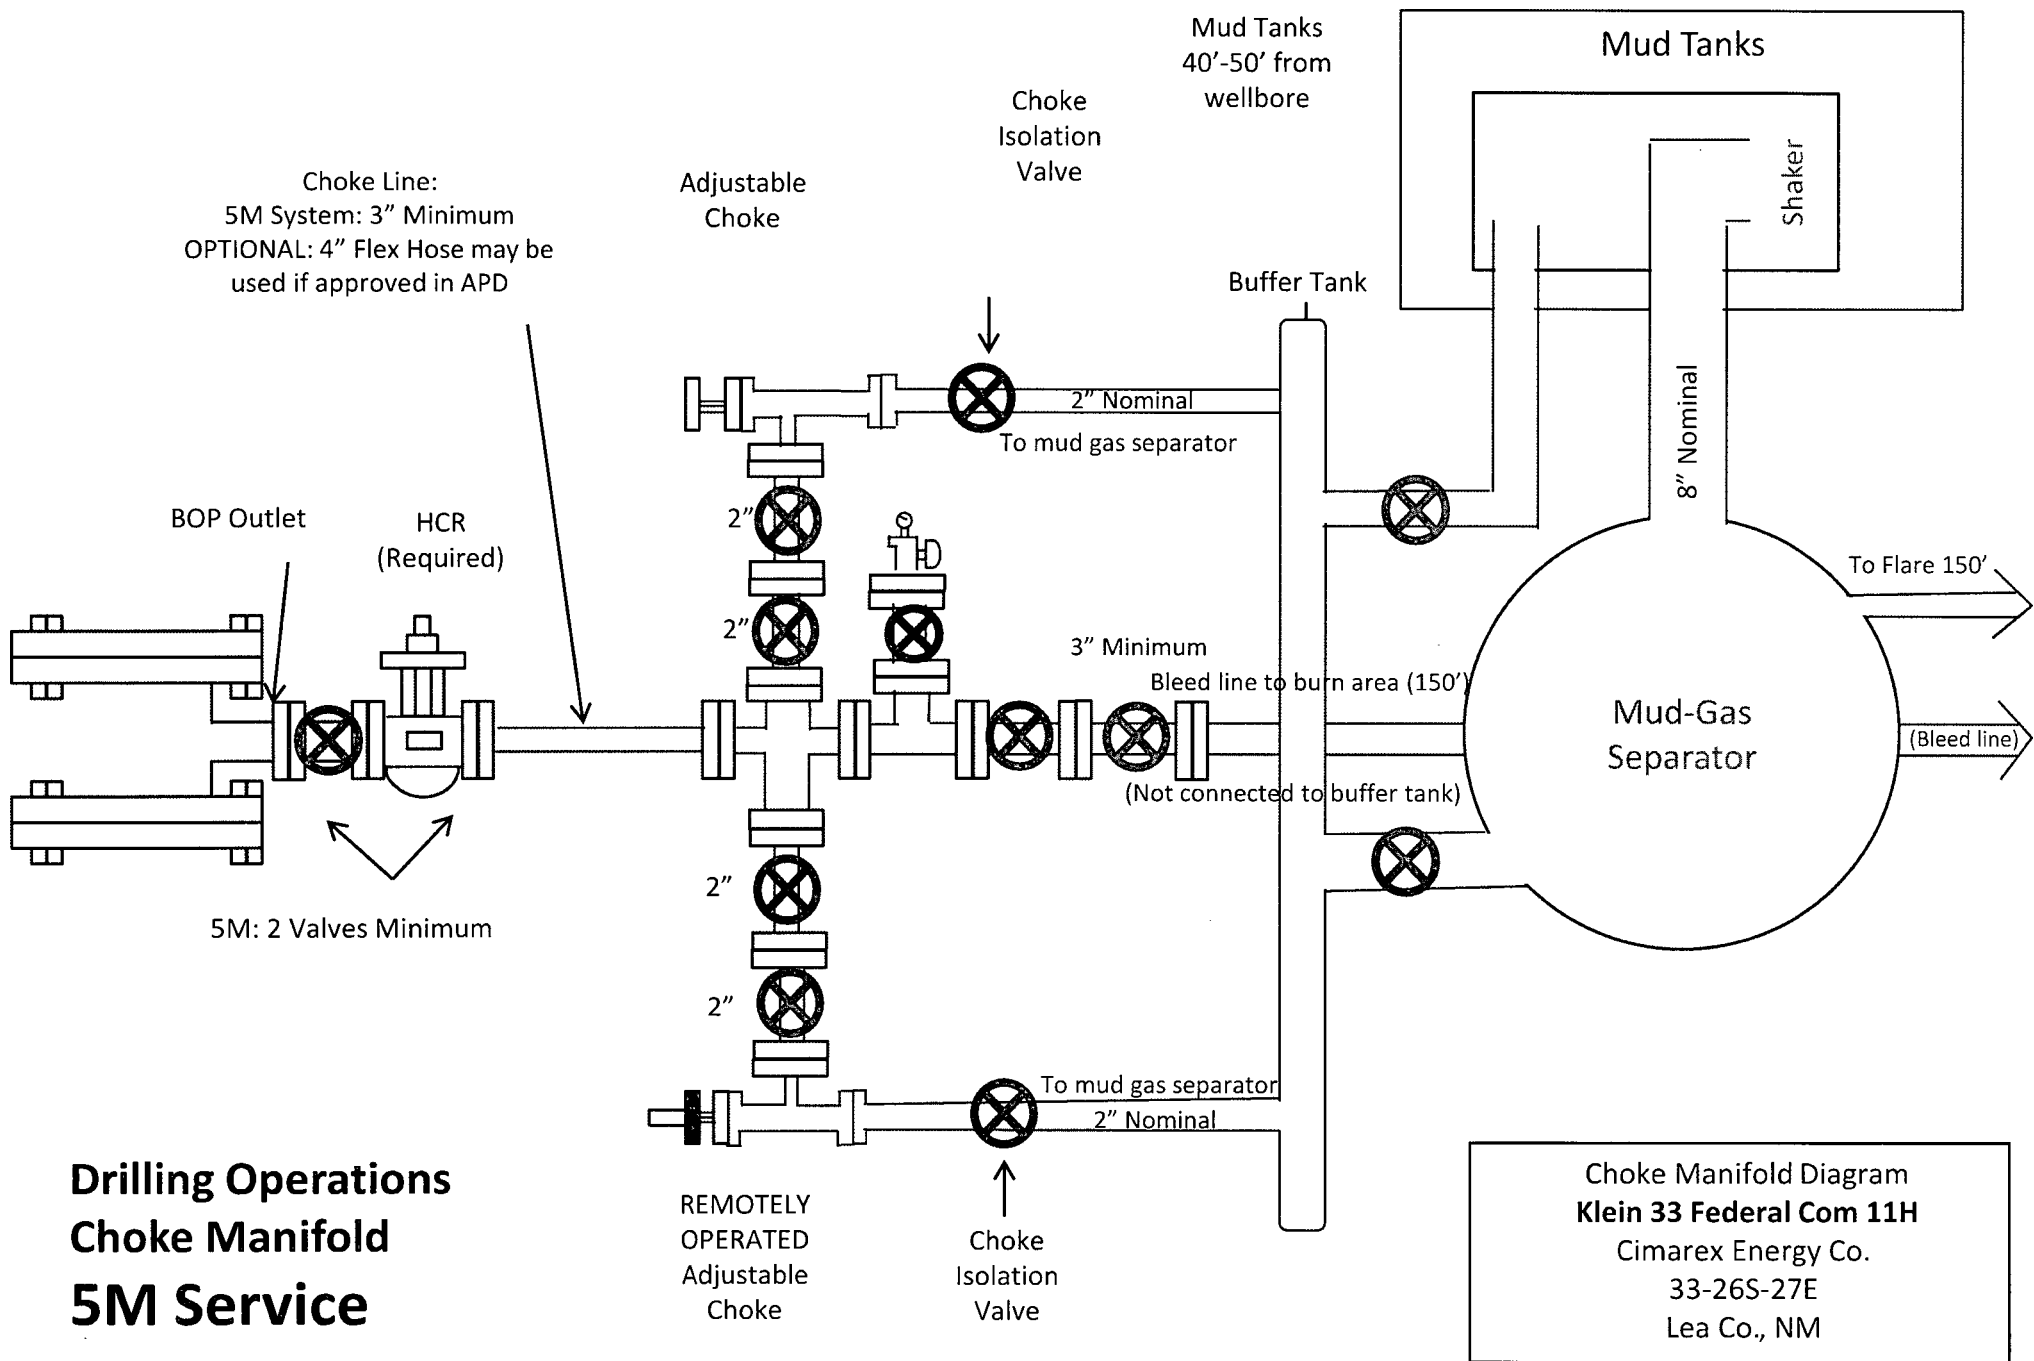 Mud Tanks
40’-50’ from
wellbore
Mud Tanks
Shaker
Choke
Isolation
Valve
Adjustable
Choke
Choke Line:
5M System: 3” Minimum
OPTIONAL: 4” Flex Hose may be
used if approved in APD
Buffer Tank
2” Nominal
To mud gas separator
8” Nominal
BOP Outlet
HCR
(Required)
2”
2”
To Flare 150’
3” Minimum
Bleed line to burn area (150’)
Mud-Gas
Separator
(Bleed line)
(Not connected to buffer tank)
5M: 2 Valves Minimum
2”
2”
To mud gas separator
2” Nominal
REMOTELY
OPERATED
Adjustable
Choke
Choke
Isolation
Valve
Drilling Operations
Choke Manifold
5M Service
Choke Manifold Diagram
Klein 33 Federal Com 11H
Cimarex Energy Co.
33-26S-27E
Lea Co., NM